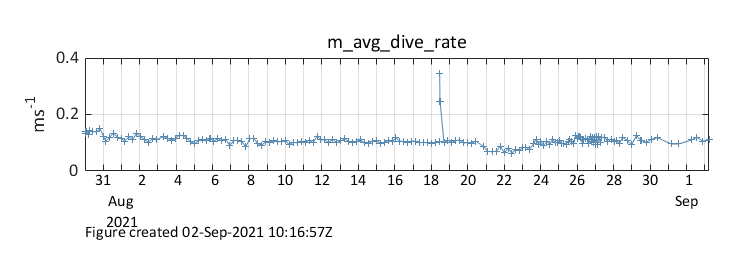 m_avg_dive_rate
0.4
0.2
0
ms-1
31 2 4 6 8 10 12 14 16 18 20 22 24 26 28 30 1
Aug Sep
2021
Figure created 02-Sep-2021 10:16:57Z